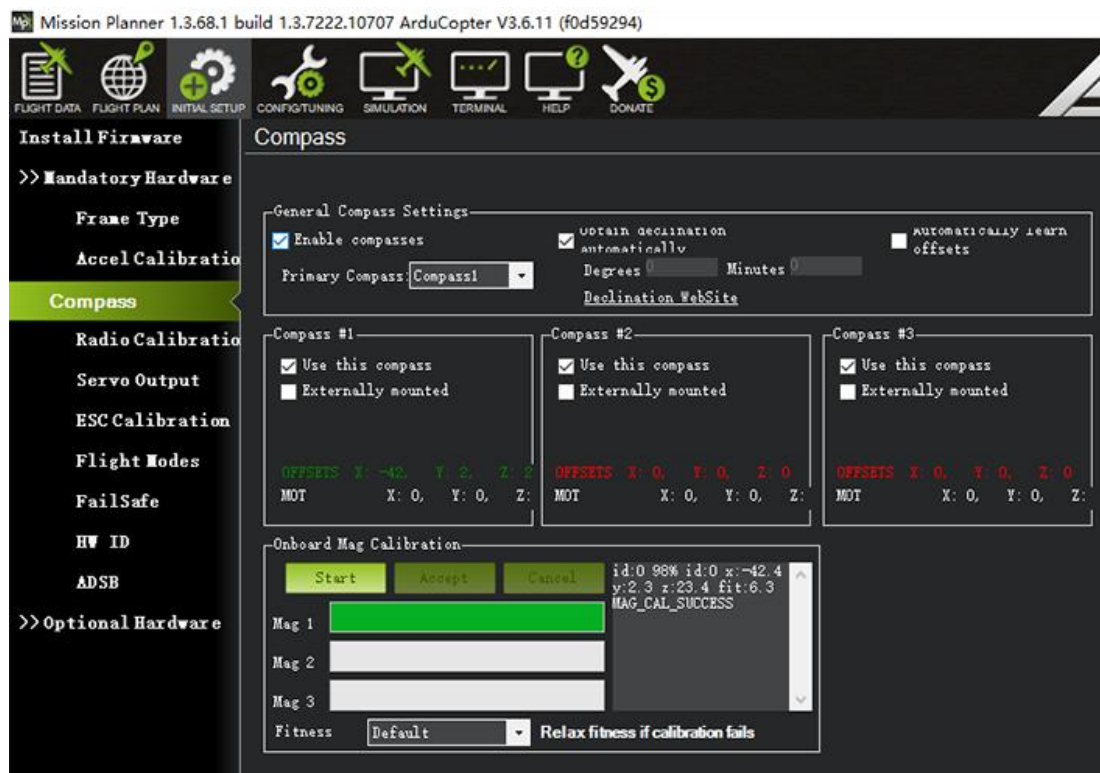 Mission Planner 1.3.68.1 build 1.3.7222.10707 ArduCopter V3.6.11 (f0d59294)
FLIGHT DATA FLIGHT PLAN INITIAL SETUP CONFIG/TUNING SIMULATION TERMINAL HELP DONATE
Install Firmware
>>Mandatory Hardware
Frame Type
Accel Calibratio
Compass
Radio Calibratio
Servo Output
ESC Calibration
Flight Modes
FailSafe
HW ID
ADSB
>>Optional Hardware
Compass
General Compass Settings
Enable compasses
Primary Compass: Compass1
Obtain declination
automatically
Degrees 0 Minutes 0
Declination WebSite
Automatically learn
offsets
Compass #1
Use this compass
Externally mounted
OFFSETS X: -42, Y: 2, Z: 2
MOT X: 0, Y: 0, Z:
Compass #2
Use this compass
Externally mounted
OFFSETS X: 0, Y: 0, Z: 0
MOT X: 0, Y: 0, Z:
Compass #3
Use this compass
Externally mounted
OFFSETS X: 0, Y: 0, Z: 0
MOT X: 0, Y: 0, Z:
Onboard Mag Calibration
Start Accept Cancel
id:0 98% id:0 x:-42.4
y:2.3 z:23.4 fit:6.3
MAG_CAL_SUCCESS
Mag 1
Mag 2
Mag 3
Fitness Default Relax fitness if calibration fails